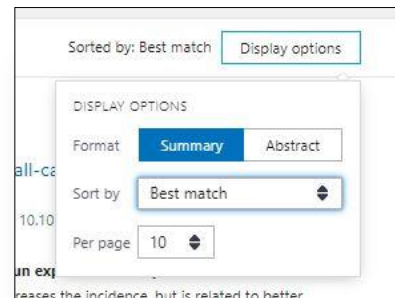 Sorted by: Best match Display options
DISPLAY OPTIONS
Format Summary Abstract
all-ca
Sort by Best match
10.10
Per page 10
un exp
reases the incidence, but is related to better